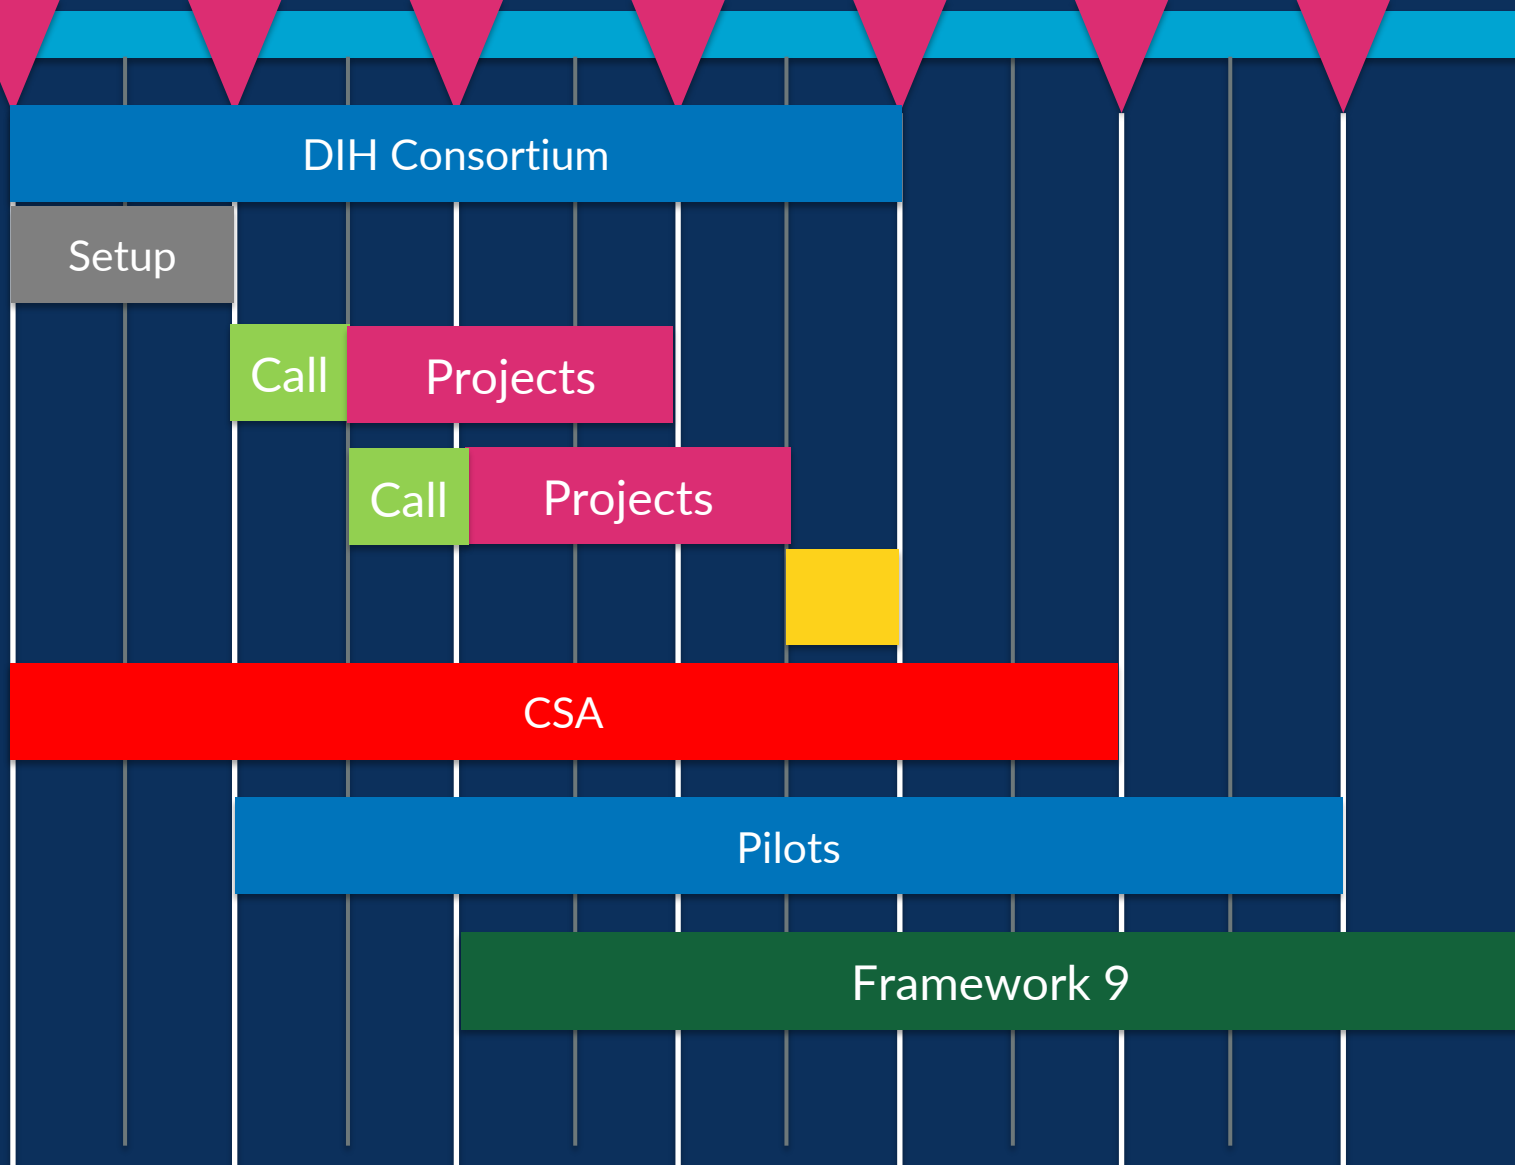 DIH Consortium
Setup
Call Projects
Call Projects
CSA
Pilots
Framework 9